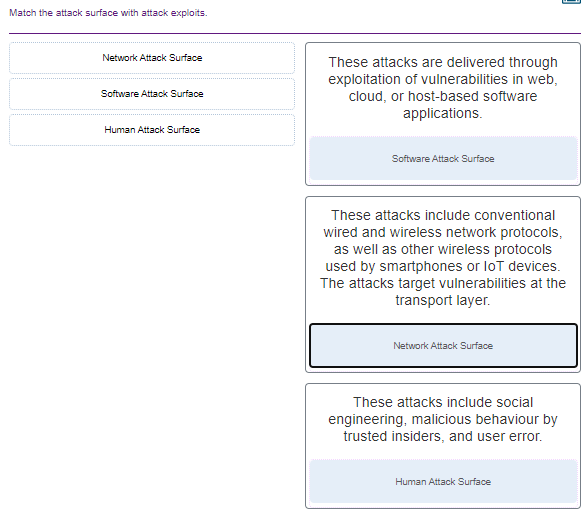 Match the attack surface with attack exploits.
Network Attack Surface
Software Attack Surface
Human Attack Surface
These attacks are delivered through
exploitation of vulnerabilities in web,
cloud, or host-based software
applications.
Software Attack Surface
These attacks include conventional
wired and wireless network protocols,
as well as other wireless protocols
used by smartphones or IoT devices.
The attacks target vulnerabilities at the
transport layer.
Network Attack Surface
These attacks include social
engineering, malicious behaviour by
trusted insiders, and user error.
Human Attack Surface